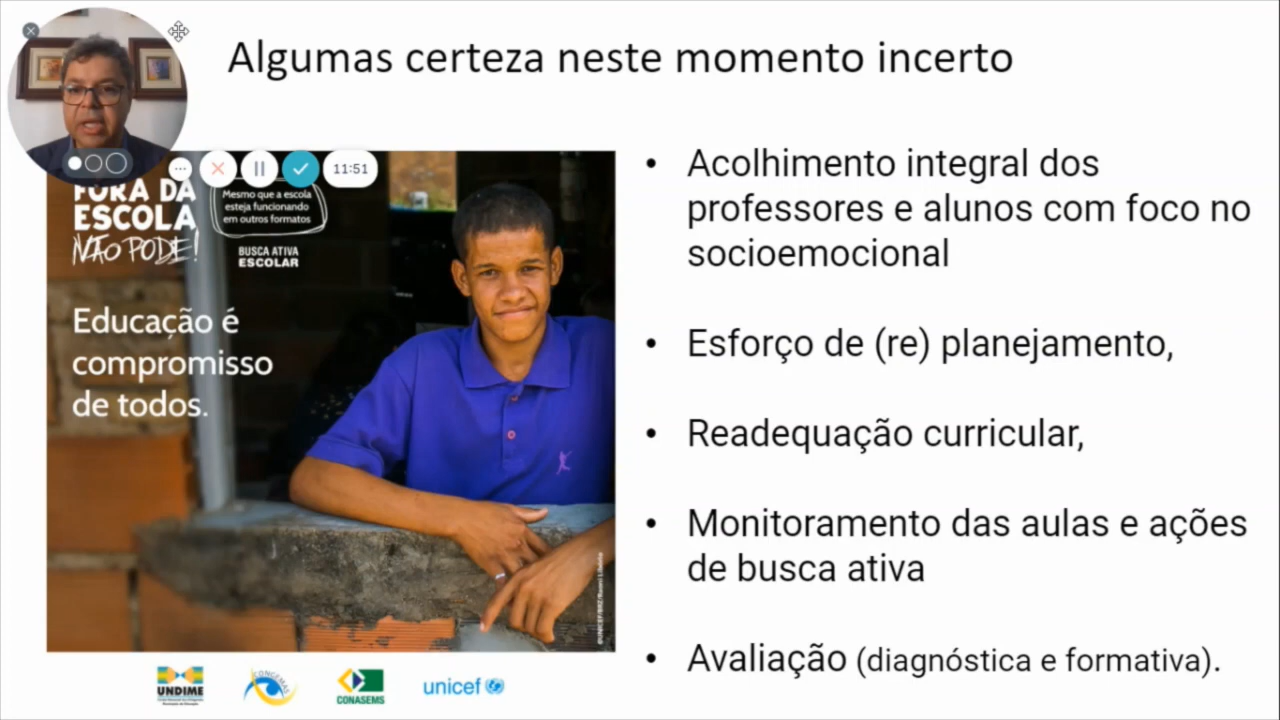 Algumas certeza neste momento incerto
11:51
FORA DA
ESCOLA
NÃO PODE!
Mesmo que a escola
esteja funcionando
em outros formatos
BUSCA ATIVA
ESCOLAR
Educação é
compromisso
de todos.
• Acolhimento integral dos
professores e alunos com foco no
socioemocional
• Esforço de (re) planejamento,
• Readequação curricular,
• Monitoramento das aulas e ações
de busca ativa
• Avaliação (diagnóstica e formativa).
UNDIME
CONGEMAS
CONASEMS
unicef